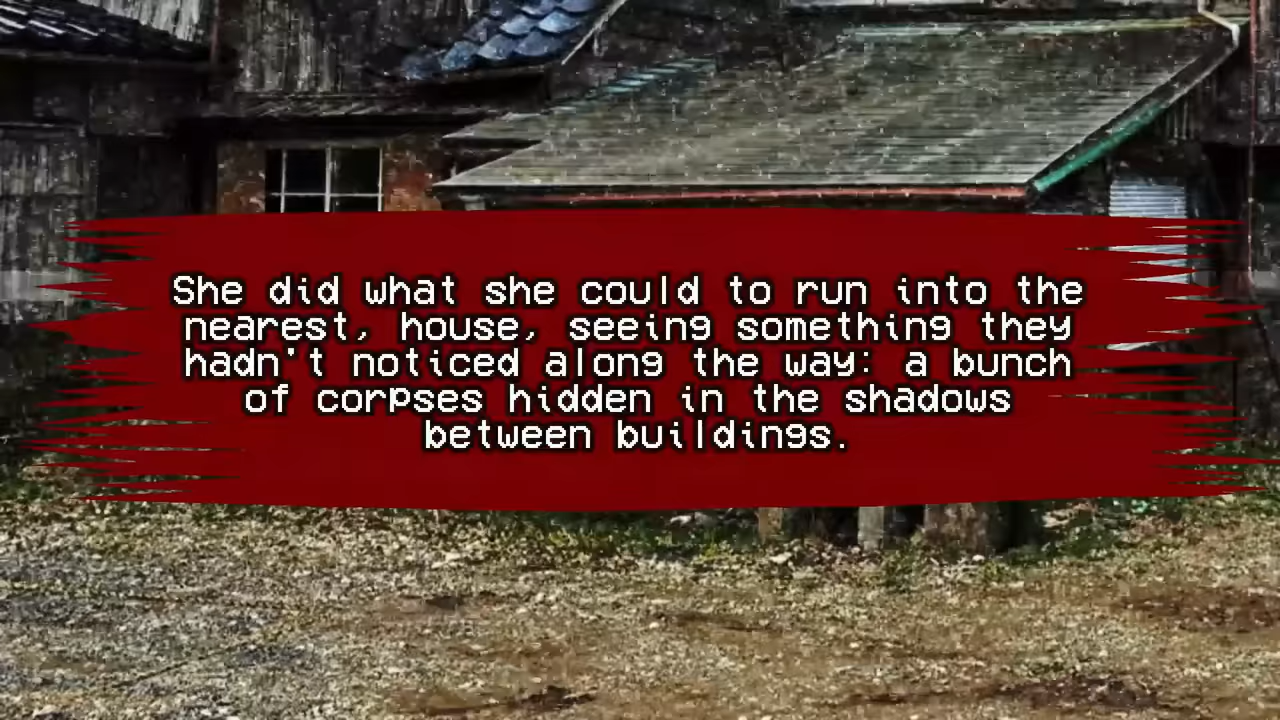 She did what she could to run into the
nearest, house, seeing something they
hadn't noticed along the way: a bunch
of corpses hidden in the shadows
between buildings.